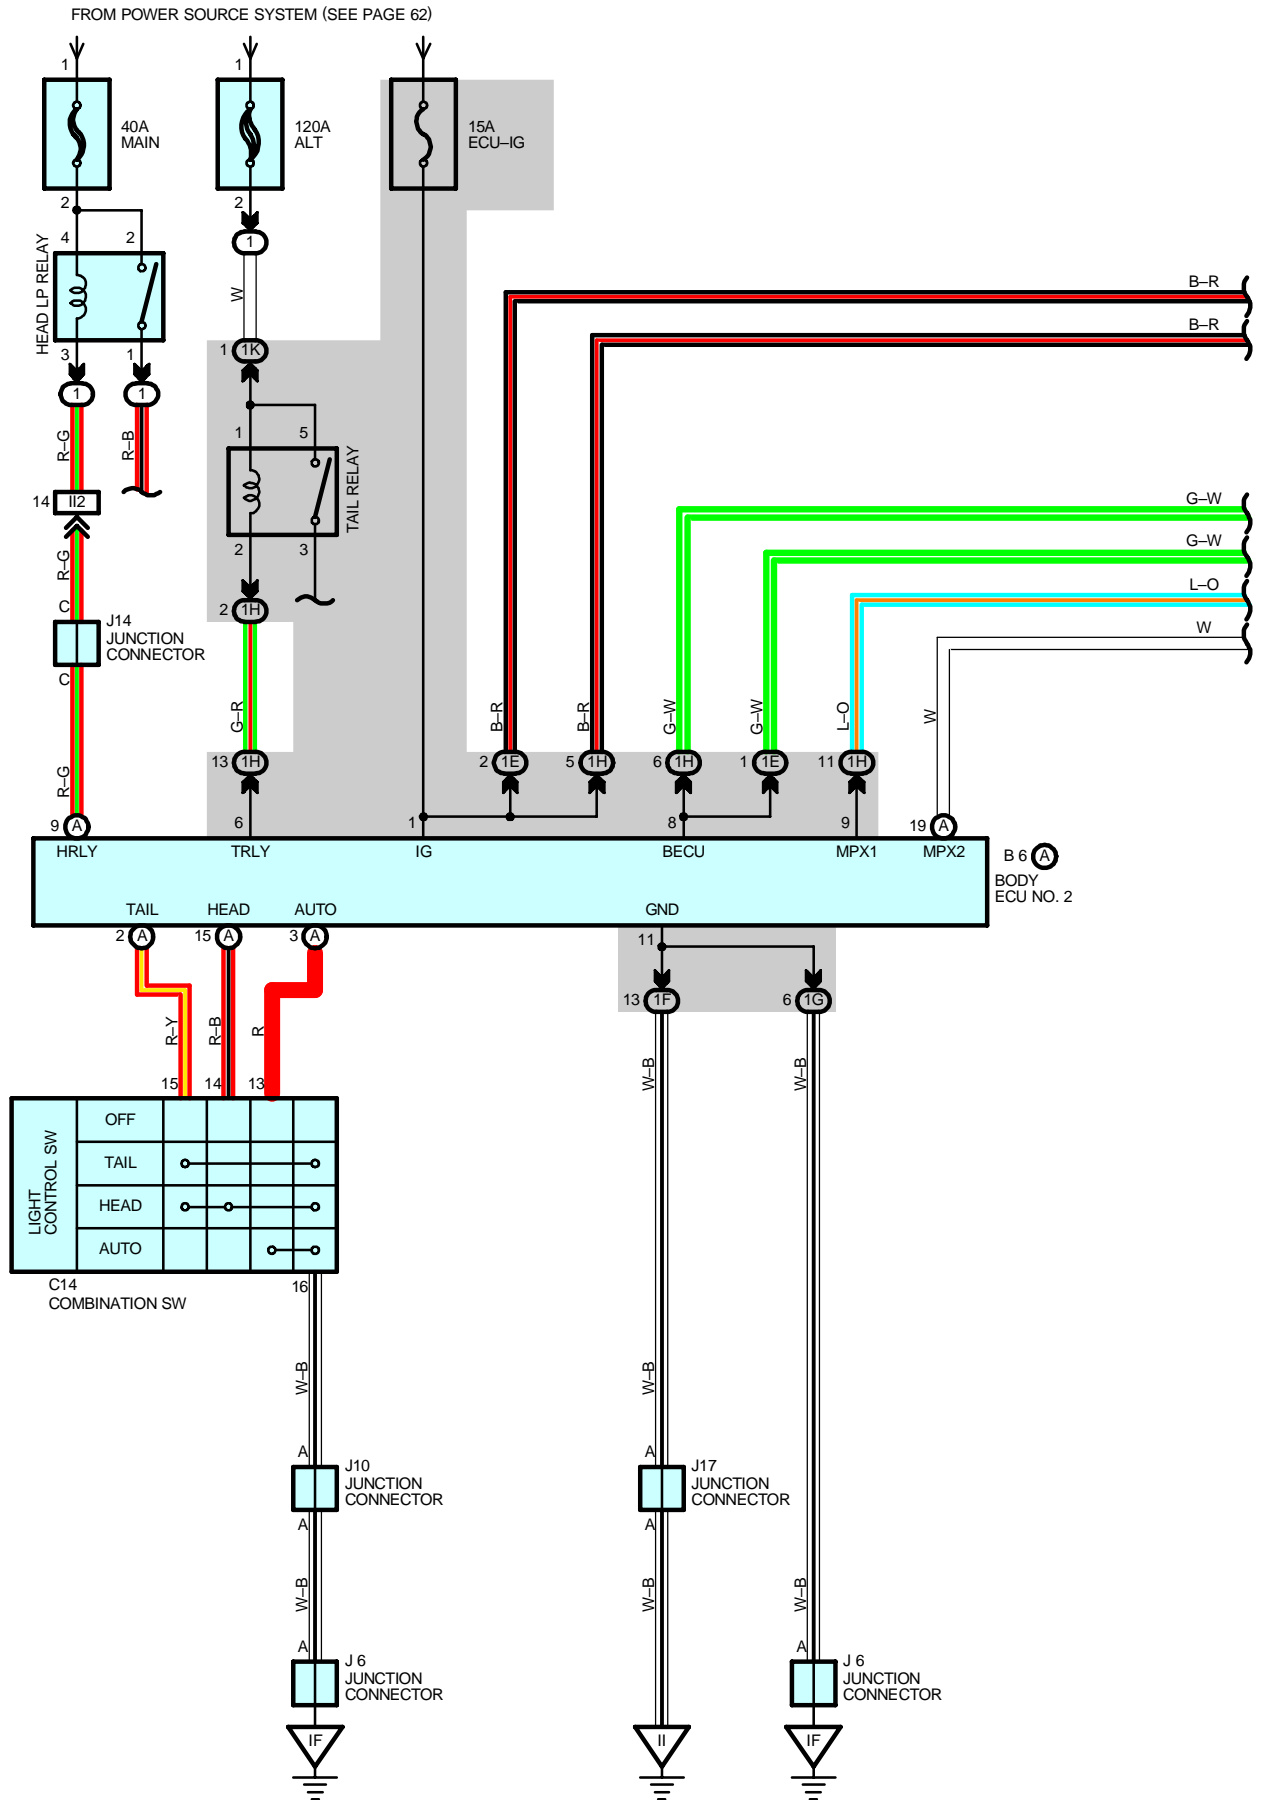 FROM POWER SOURCE SYSTEM (SEE PAGE 62)
1
1
40A
MAIN
120A
ALT
15A
ECU–IG
2
2
1
4
2
HEAD LP RELAY
W
B–R
B–R
3
1
1
1K
1
1
R–G
R–B
1
5
TAIL RELAY
14
II2
2
3
G–W
G–W
R–G
C
J14
JUNCTION
CONNECTOR
C
2
1H
L–O
W
G–R
B–R
B–R
G–W
G–W
L–O
W
13
1H
2
1E
5
1H
6
1H
1
1E
11
1H
R–G
9
A
6
1
8
9
19
A
HRLY
TRLY
IG
BECU
MPX1
MPX2
B 6
A
BODY
ECU NO. 2
TAIL
HEAD
AUTO
GND
2
A
15
A
3
A
11
13
1F
6
1G
R–Y
R–B
R
W–B
W–B
15
14
13
LIGHT
CONTROL SW
OFF
TAIL
HEAD
AUTO
C14
COMBINATION SW
16
W–B
W–B
A
J10
JUNCTION
CONNECTOR
A
A
J17
JUNCTION
CONNECTOR
A
W–B
W–B
W–B
A
J 6
JUNCTION
CONNECTOR
A
J 6
JUNCTION
CONNECTOR
IF
II
IF